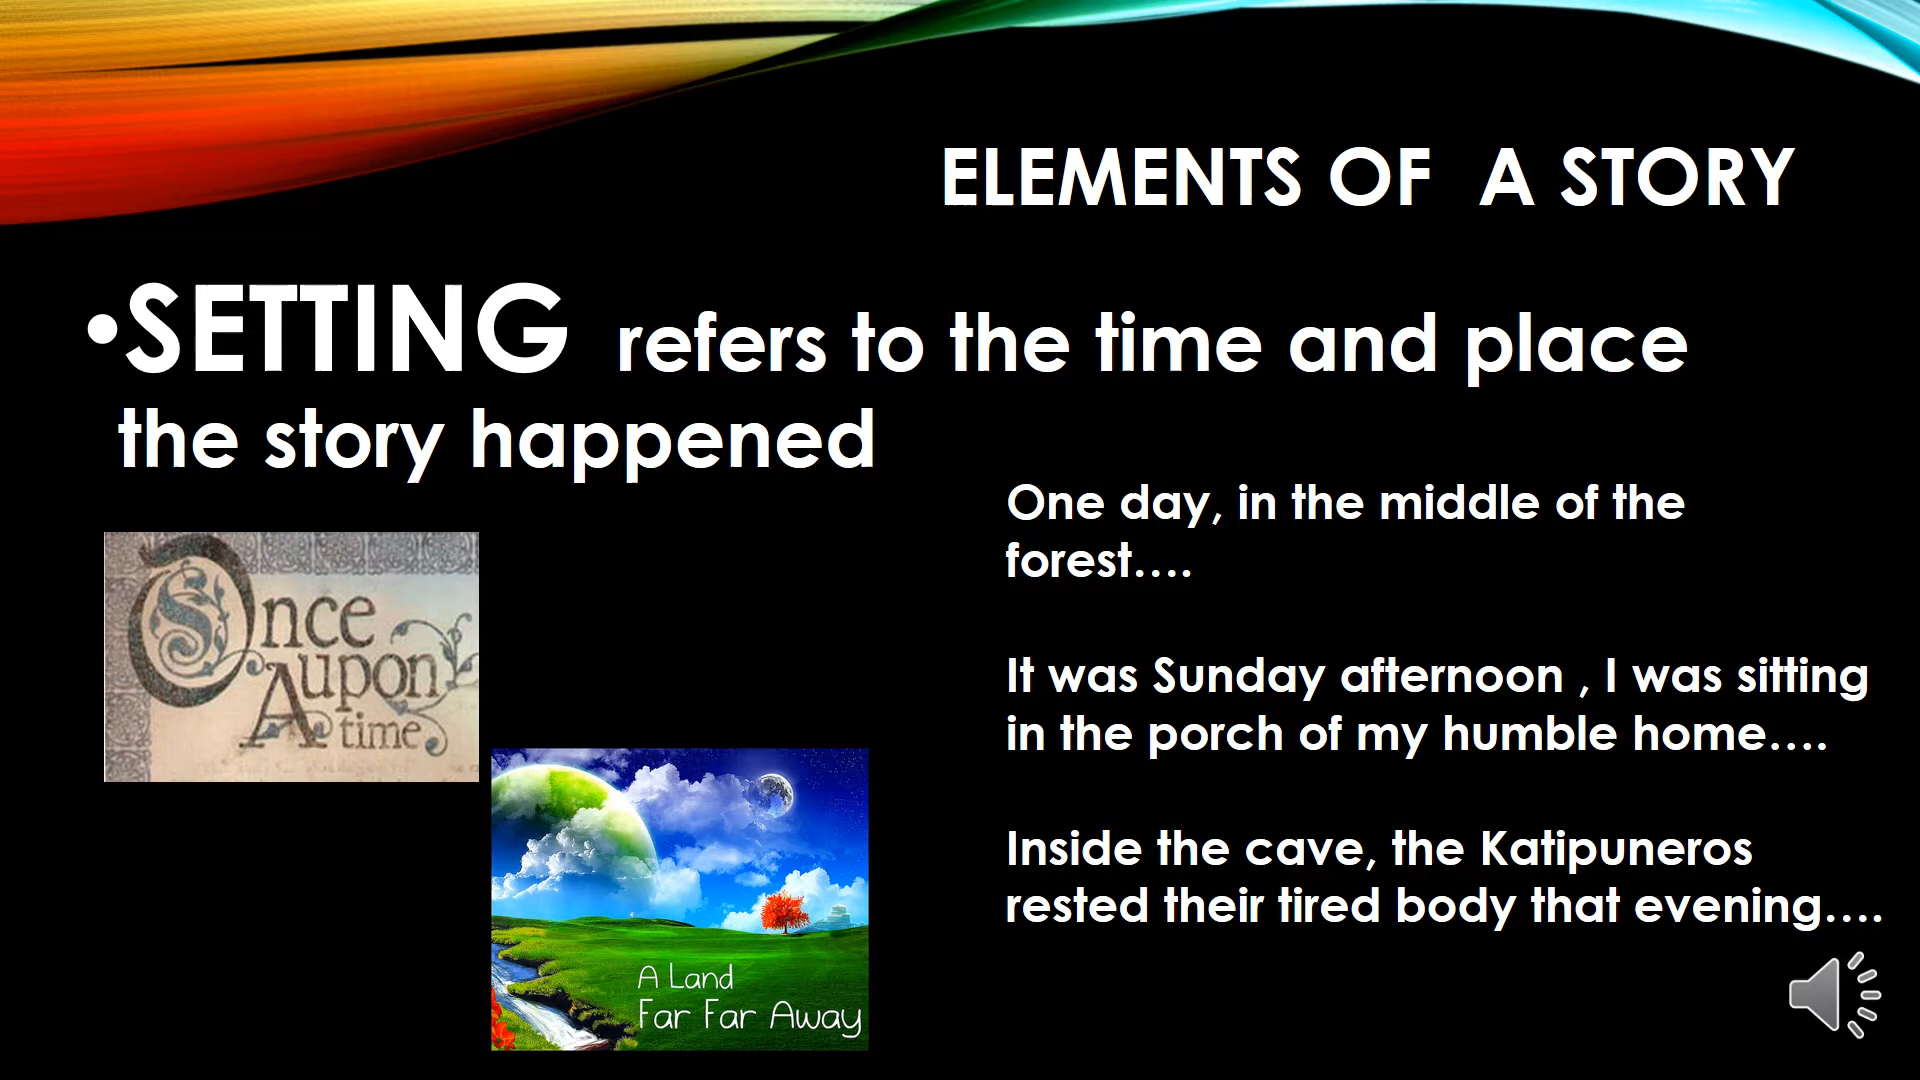 ELEMENTS OF A STORY
•SETTING refers to the time and place
the story happened
Once
Aupon
time
A Land
Far Far Away
One day, in the middle of the
forest....
It was Sunday afternoon , I was sitting
in the porch of my humble home....
Inside the cave, the Katipuneros
rested their tired body that evening....